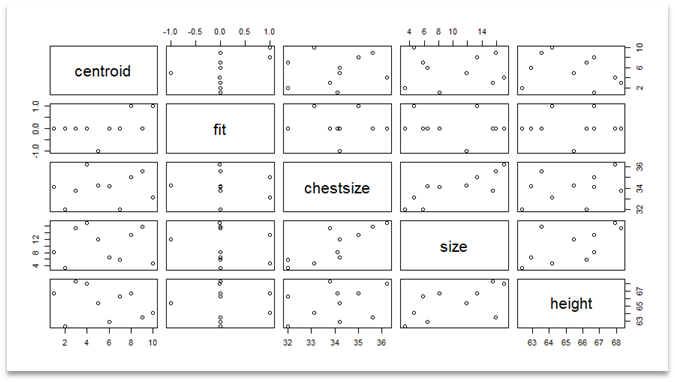 -1.0 -0.5 0.0 0.5 1.0
4 6 8 14
centroid
2 6 10
-1.0 0.0 1.0
fit
chestsize
32 34 36
4 8 12
size
height
63 65 67
2 4 6 8 10
32 33 34 35 36
63 64 65 66 67 68